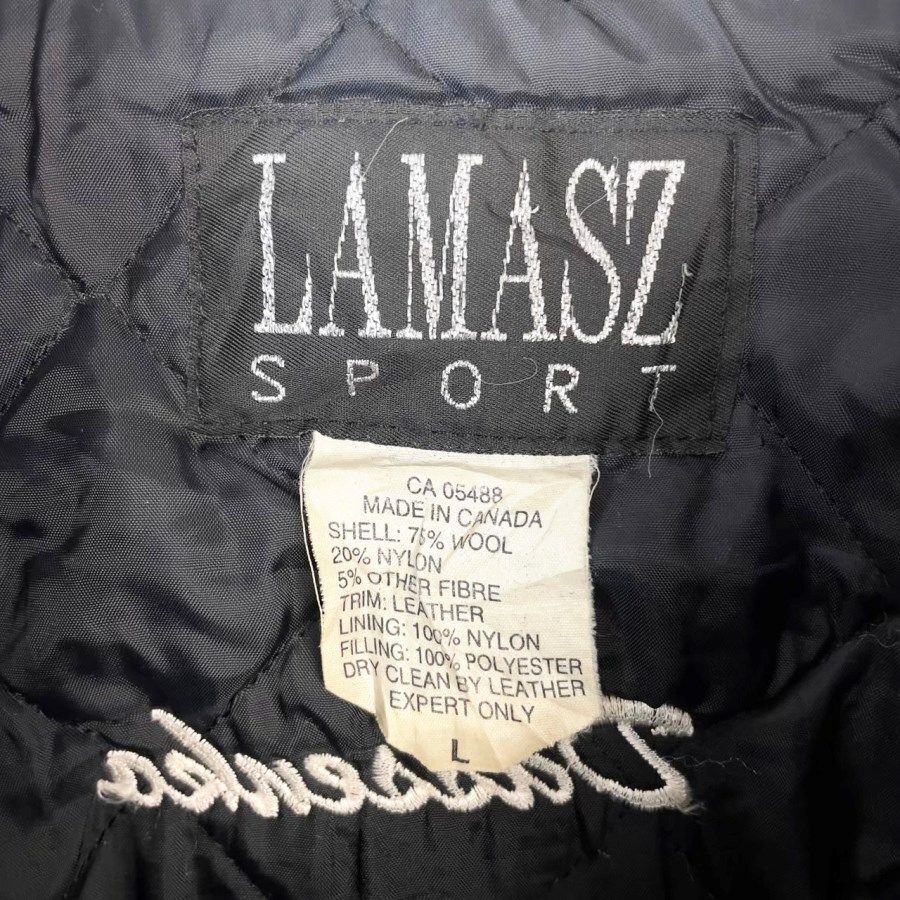 LAMASZ
SPORT
CA 05488
MADE IN CANADA
SHELL: 75% WOOL
20% NYLON
5% OTHER FIBRE
TRIM: LEATHER
LINING: 100% NYLON
FILLING: 100% POLYESTER
DRY CLEAN BY LEATHER
EXPERT ONLY
L